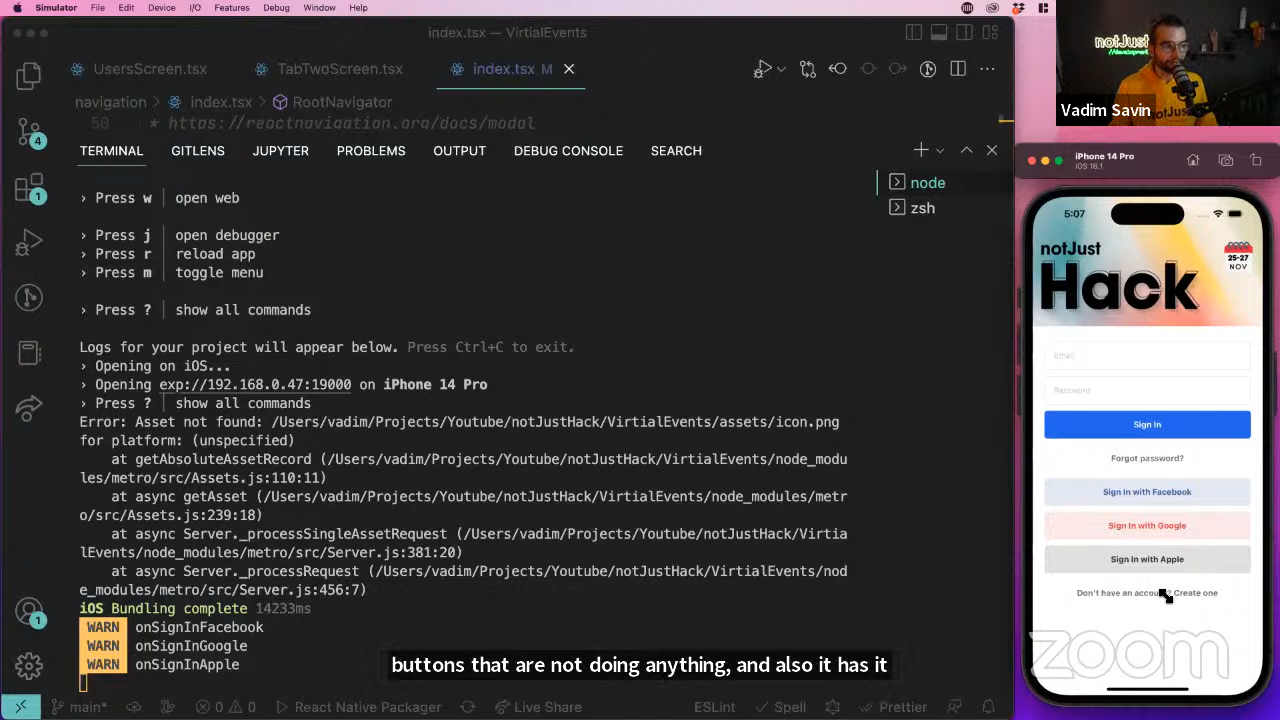 Simulator File Edit Device I/O Features Debug Window Help
index.tsx — VirtialEvents
UsersScreen.tsx TabTwoScreen.tsx index.tsx M
navigation > index.tsx > RootNavigator
50 * https://reactnavigation.org/docs/modal
TERMINAL GITLENS JUPYTER PROBLEMS OUTPUT DEBUG CONSOLE SEARCH
› Press w │ open web
› Press j │ open debugger
› Press r │ reload app
› Press m │ toggle menu
› Press ? │ show all commands
Logs for your project will appear below. Press Ctrl+C to exit.
› Opening on iOS...
› Opening exp://192.168.0.47:19000 on iPhone 14 Pro
› Press ? │ show all commands
Error: Asset not found: /Users/vadim/Projects/Youtube/notJustHack/VirtialEvents/assets/icon.png
for platform: (unspecified)
at getAbsoluteAssetRecord (/Users/vadim/Projects/Youtube/notJustHack/VirtialEvents/node_modu
les/metro/src/Assets.js:110:11)
at async getAsset (/Users/vadim/Projects/Youtube/notJustHack/VirtialEvents/node_modules/metr
o/src/Assets.js:239:18)
at async Server._processSingleAssetRequest (/Users/vadim/Projects/Youtube/notJustHack/Virtia
lEvents/node_modules/metro/src/Server.js:381:20)
at async Server._processRequest (/Users/vadim/Projects/Youtube/notJustHack/VirtialEvents/nod
e_modules/metro/src/Server.js:456:7)
iOS Bundling complete 14233ms
WARN onSignInFacebook
WARN onSignInGoogle
WARN onSignInApple
node
zsh
4
1
1
main* 0 0 React Native Packager Live Share ESLint Spell Prettier
buttons that are not doing anything, and also it has it
notJust
Vadim Savin
iPhone 14 Pro
iOS 16.1
5:07
notJust
Hack
25-27
NOV
Email
Password
Sign In
Forgot password?
Sign In with Facebook
Sign In with Google
Sign In with Apple
Don't have an account? Create one
zoom